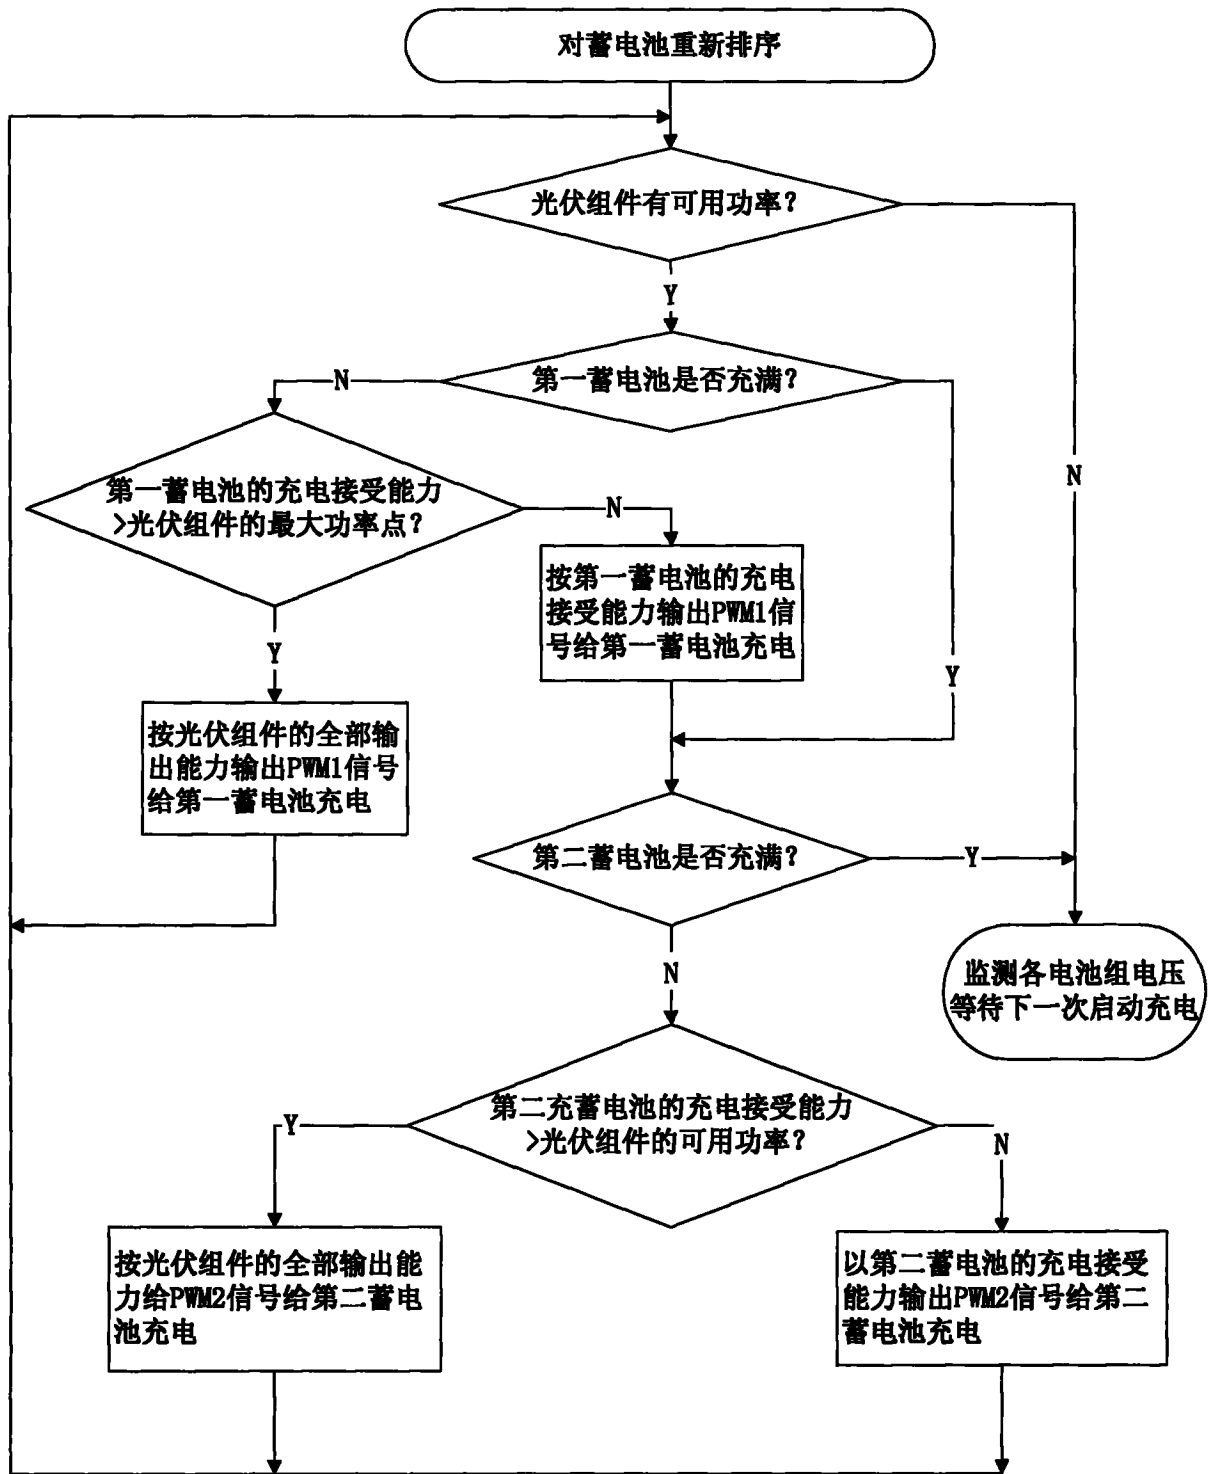 对蓄电池重新排序
光伏组件有可用功率?
Y
第一蓄电池是否充满?
N
N
第一蓄电池的充电接受能力
>光伏组件的最大功率点?
N
按第一蓄电池的充电
接受能力输出PWM1信
号给第一蓄电池充电
Y
Y
按光伏组件的全部输
出能力输出PWM1信号
给第一蓄电池充电
第二蓄电池是否充满?
Y
N
监测各电池组电压
等待下一次启动充电
第二充蓄电池的充电接受能力
>光伏组件的可用功率?
Y
N
按光伏组件的全部输出能
力给PWM2信号给第二蓄电
池充电
以第二蓄电池的充电接受
能力输出PWM2信号给第二
蓄电池充电